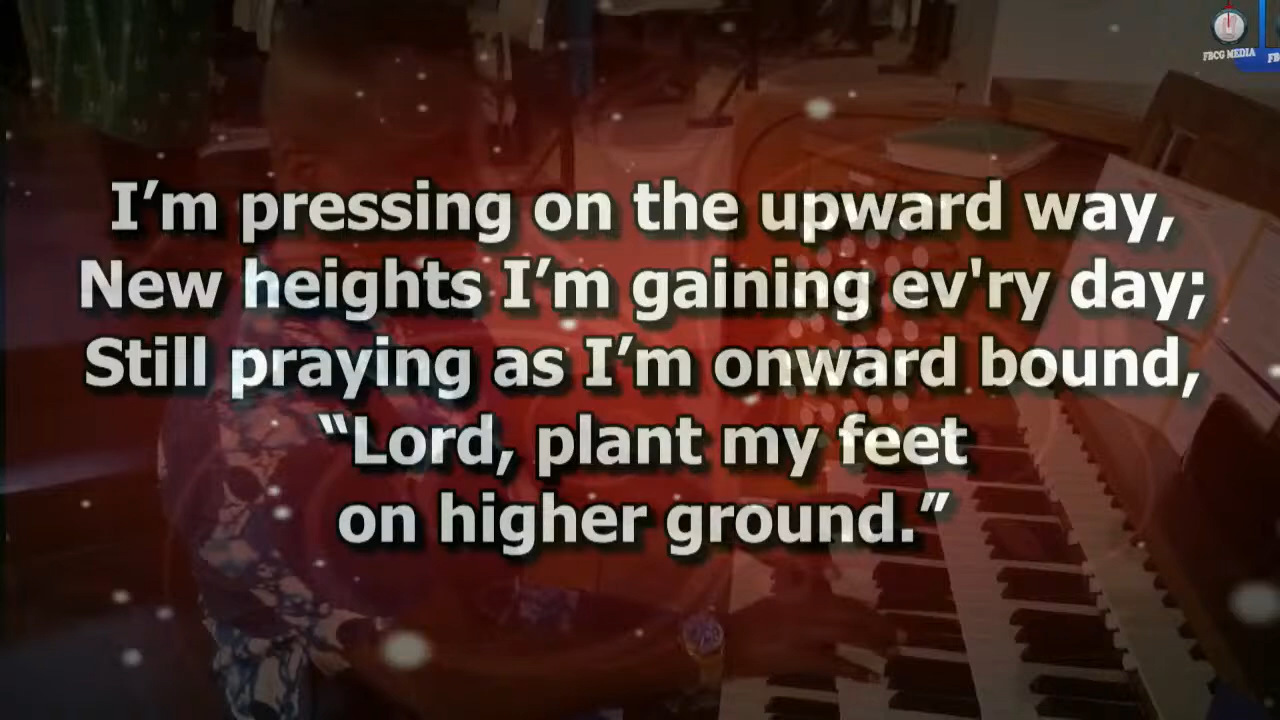 FBCG MEDIA
I’m pressing on the upward way,
New heights I’m gaining ev'ry day;
Still praying as I’m onward bound,
“Lord, plant my feet
on higher ground.”